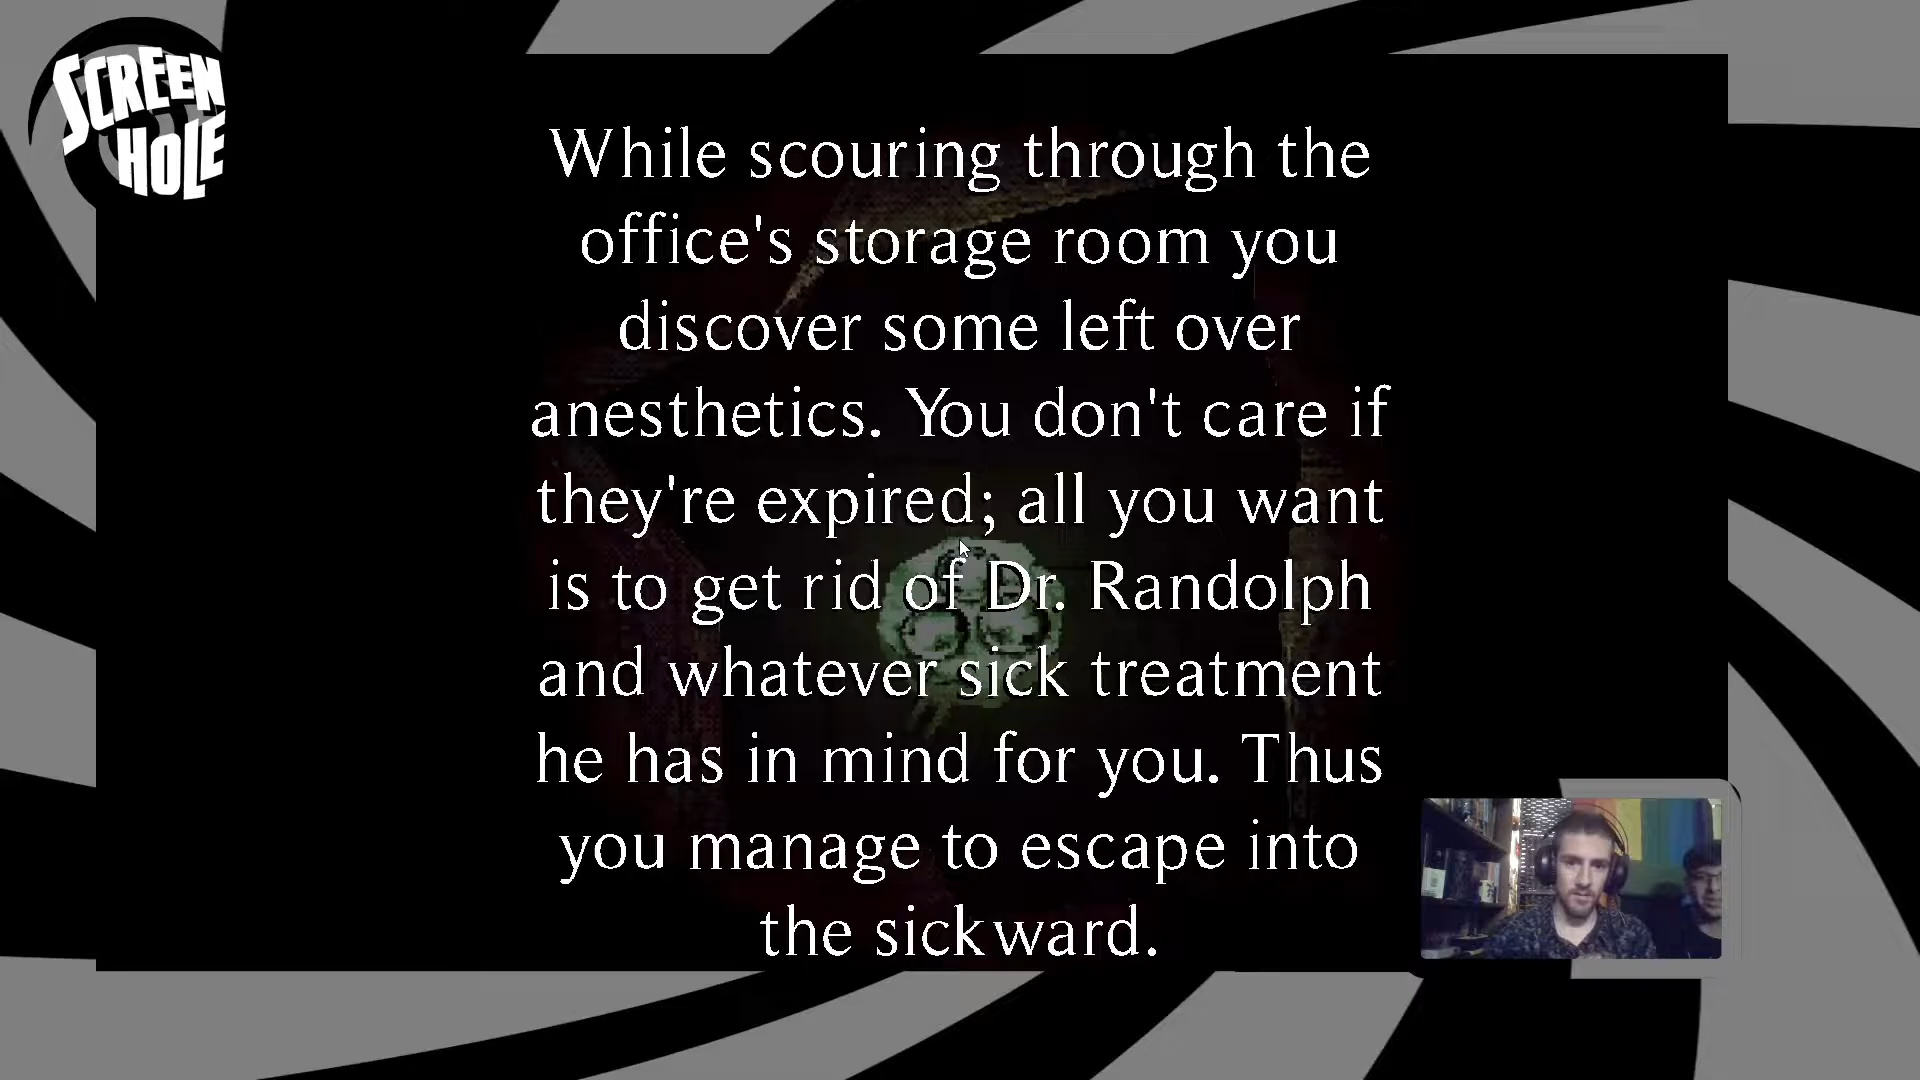 SCREEN
HOLE
While scouring through the
office's storage room you
discover some left over
anesthetics. You don't care if
they're expired; all you want
is to get rid of Dr. Randolph
and whatever sick treatment
he has in mind for you. Thus
you manage to escape into
the sickward.